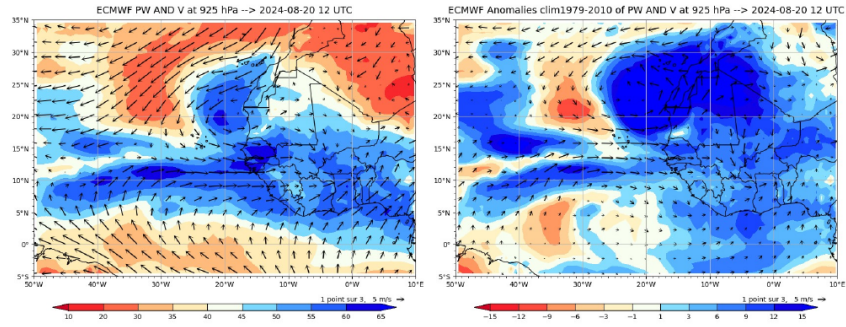 ECMWF PW AND V at 925 hPa --> 2024-08-20 12 UTC
35°N
30°N
25°N
20°N
15°N
10°N
5°N
0°
5°S
50°W 40°W 30°W 20°W 10°W 0° 10°E
1 point sur 3, 5 m/s
10 20 30 35 40 45 50 55 60 65
ECMWF Anomalies clim1979-2010 of PW AND V at 925 hPa --> 2024-08-20 12 UTC
35°N
30°N
25°N
20°N
15°N
10°N
5°N
0°
5°S
50°W 40°W 30°W 20°W 10°W 0° 10°E
1 point sur 3, 5 m/s
−15 −12 −9 −6 −3 −1 1 3 6 9 12 15